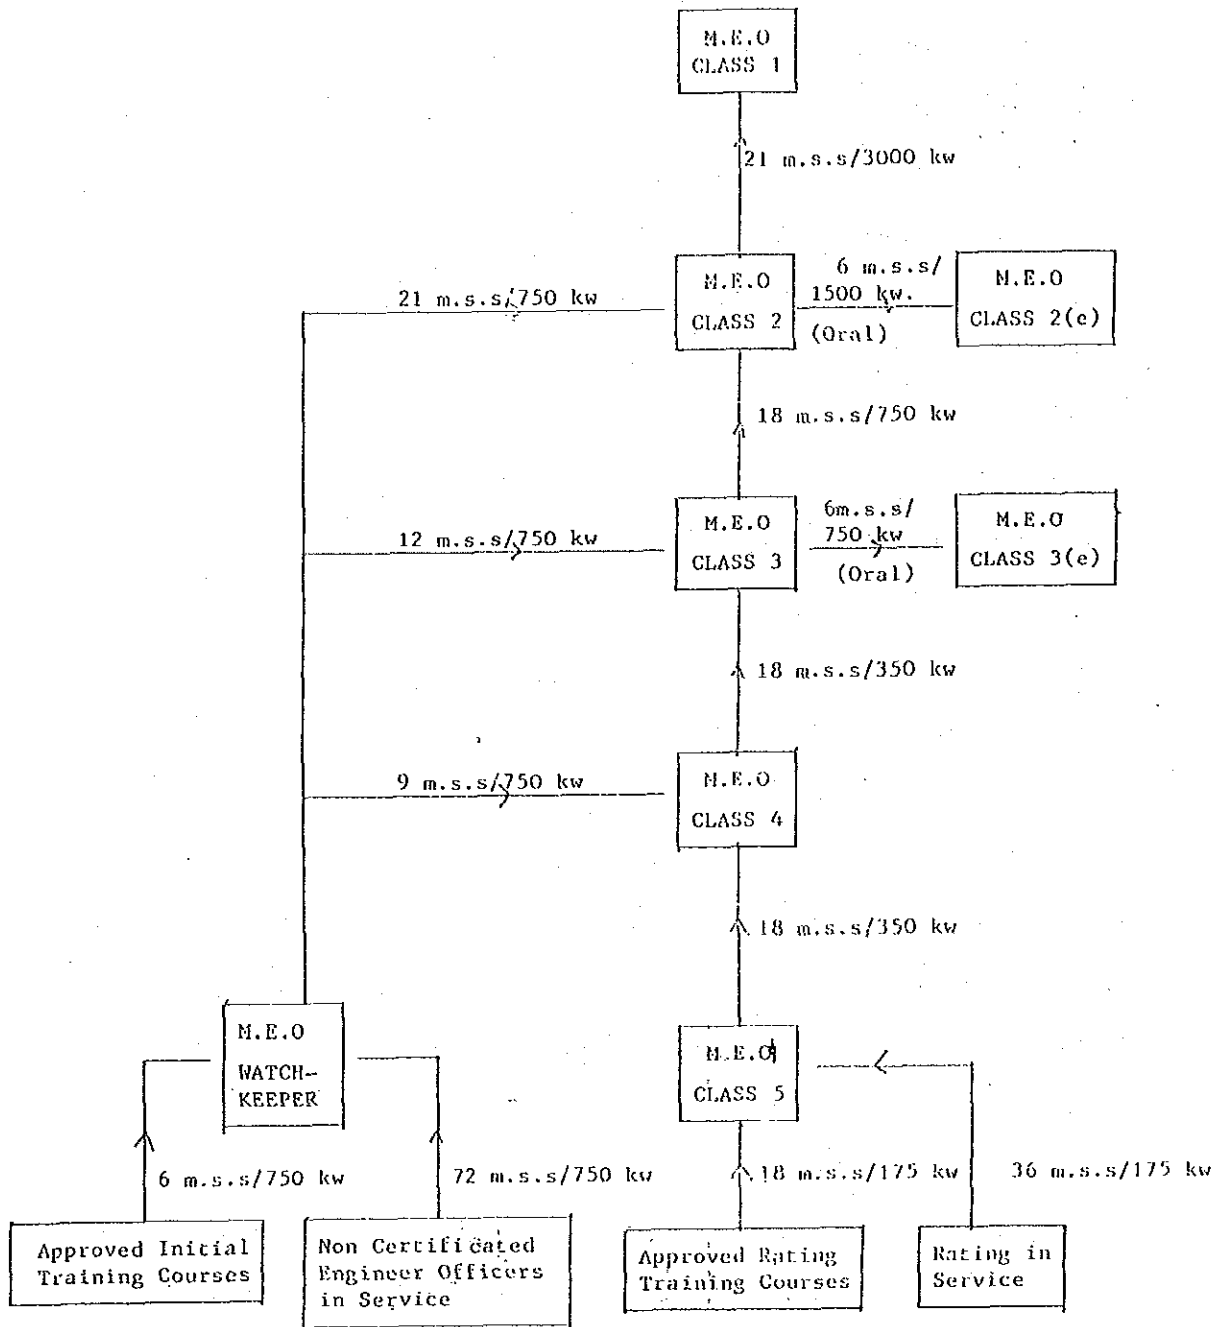 M.E.O
CLASS 1
21 m.s.s/3000 kw
21 m.s.s/750 kw
M.E.O
CLASS 2
6 m.s.s/
1500 kw.
(Oral)
M.E.O
CLASS 2(e)
18 m.s.s/750 kw
12 m.s.s/750 kw
M.E.O
CLASS 3
6m.s.s/
750 kw
(Oral)
M.E.O
CLASS 3(e)
18 m.s.s/350 kw
9 m.s.s/750 kw
M.E.O
CLASS 4
18 m.s.s/350 kw
M.E.O
WATCH-
KEEPER
M.E.O
CLASS 5
6 m.s.s/750 kw
72 m.s.s/750 kw
18 m.s.s/175 kw
36 m.s.s/175 kw
Approved Initial
Training Courses
Non Certificated
Engineer Officers
in Service
Approved Rating
Training Courses
Rating in
Service